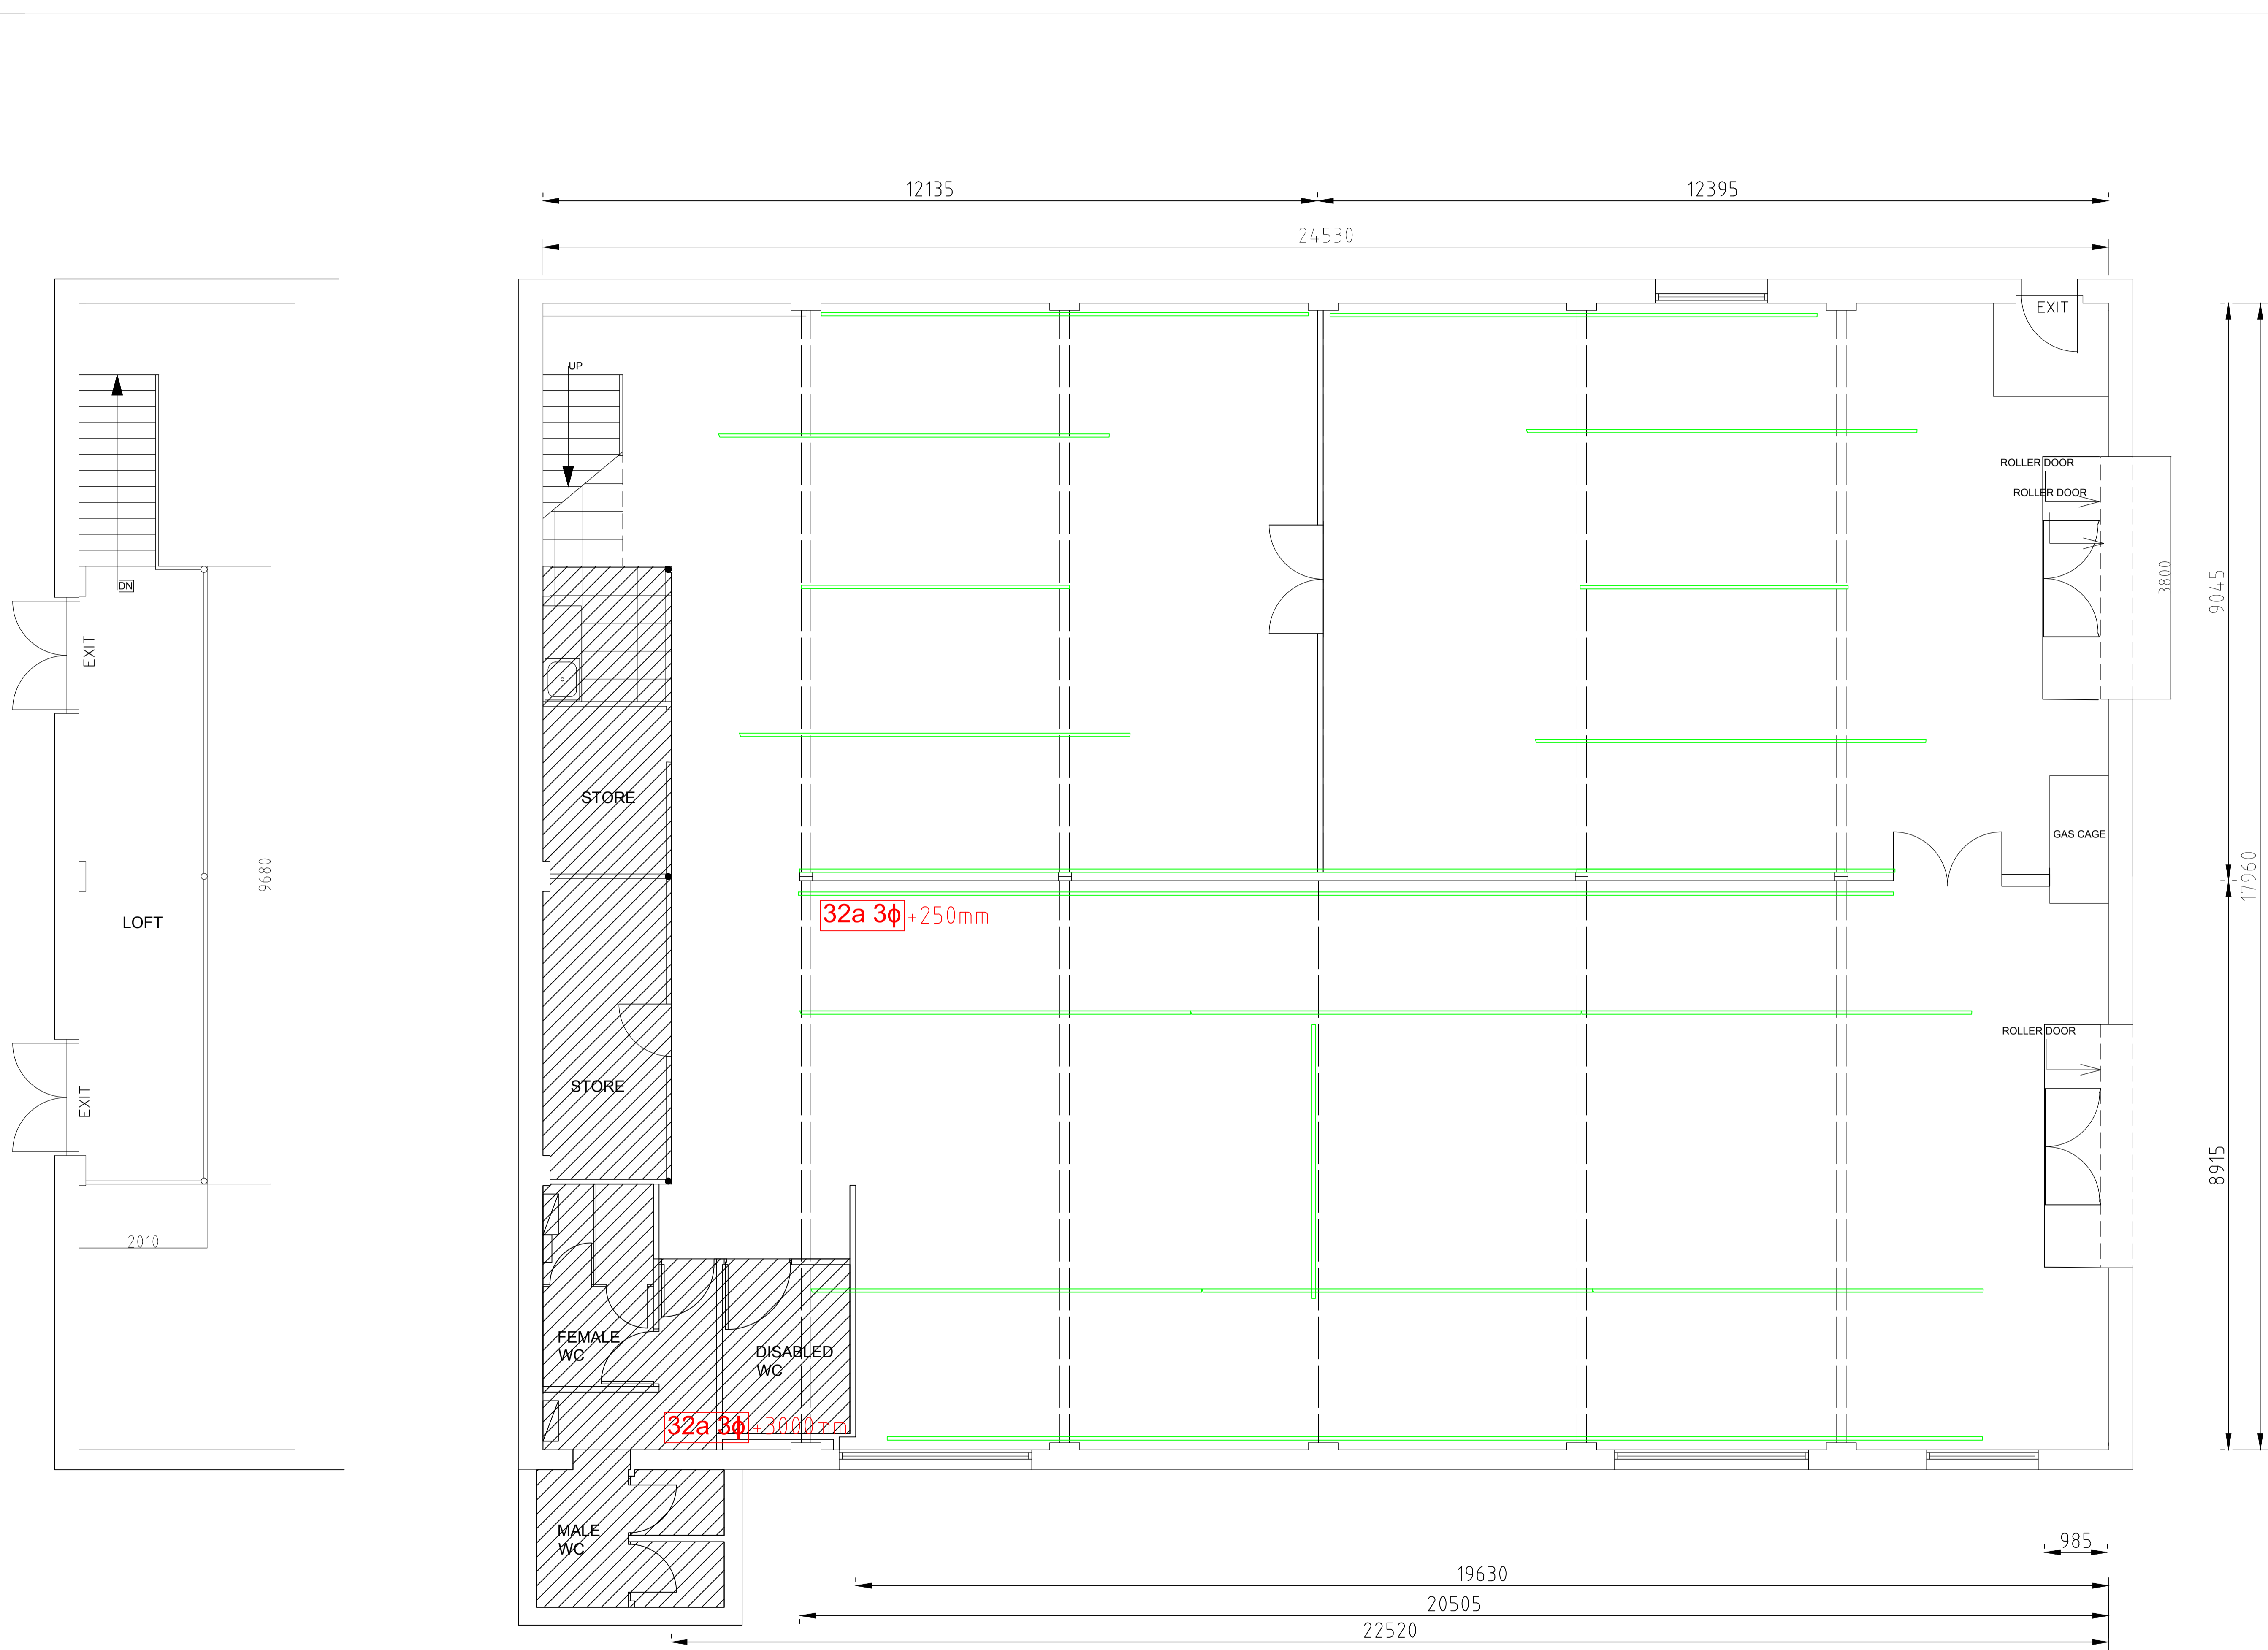 12135
12395
24530
EXIT
UP
ROLLER DOOR
ROLLER DOOR
3800
9045
DN
EXIT
STORE
GAS CAGE
9680
17960
LOFT
32a 3ϕ +250mm
ROLLER DOOR
STORE
EXIT
8915
2010
FEMALE
WC
DISABLED
WC
32a 3ϕ +3000mm
MALE
WC
985
19630
20505
22520